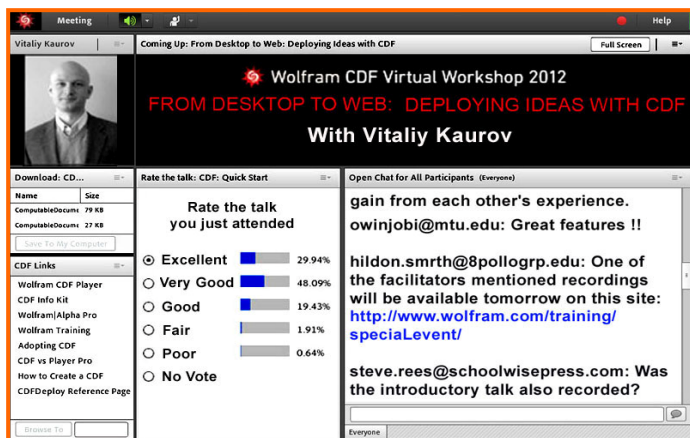 Meeting
Help
Vitaliy Kaurov
Coming Up: From Desktop to Web: Deploying Ideas with CDF
Full Screen
Wolfram CDF Virtual Workshop 2012
FROM DESKTOP TO WEB: DEPLOYING IDEAS WITH CDF
With Vitaliy Kaurov
Download: CD...
Name Size
ComputableDocume 79 KB
ComputableDocume 27 KB
Save To My Computer
CDF Links
Wolfram CDF Player
CDF Info Kit
Wolfram|Alpha Pro
Wolfram Training
Adopting CDF
CDF vs Player Pro
How to Create a CDF
CDFDeploy Reference Page
Browse To
Rate the talk: CDF: Quick Start
Rate the talk
you just attended
Excellent 29.94%
Very Good 48.09%
Good 19.43%
Fair 1.91%
Poor 0.64%
No Vote
Open Chat for All Participants (Everyone)
gain from each other's experience.
owinjobi@mtu.edu: Great features !!
hildon.smrth@8pollogrp.edu: One of
the facilitators mentioned recordings
will be available tomorrow on this site:
http://www.wolfram.com/training/
speciaLevent/
steve.rees@schoolwisepress.com: Was
the introductory talk also recorded?
Everyone